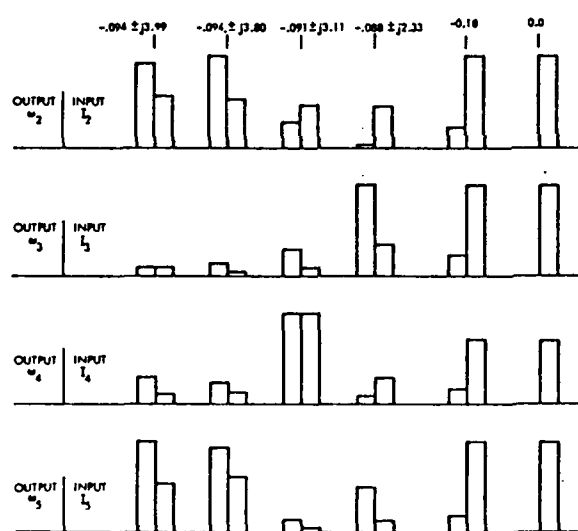 -.094 ± j3.99 -.094 ± j3.80 -.091±j3.11 -.088 ± j2.33 -0.18 0.0
OUTPUT INPUT
ω2 I2
OUTPUT INPUT
ω3 I3
OUTPUT INPUT
ω4 I4
OUTPUT INPUT
ω5 I5